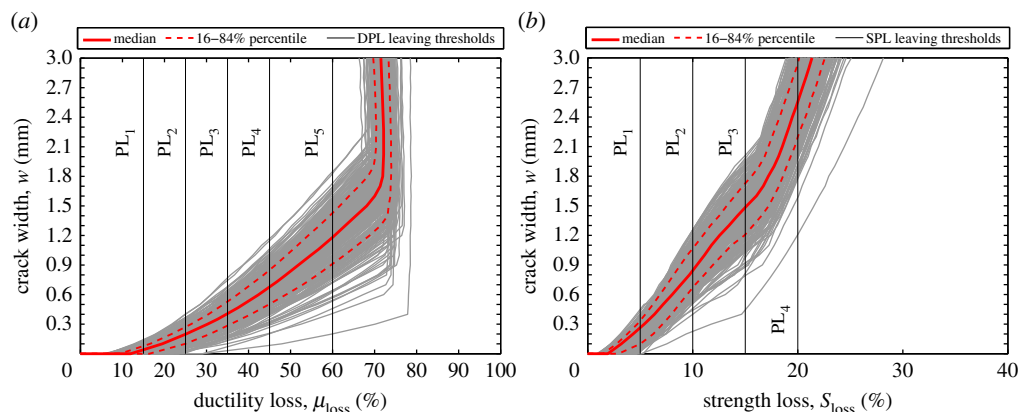 (a)
median 16–84% percentile DPL leaving thresholds
3.0
2.7
2.4
2.1
1.8
1.5
1.2
0.9
0.6
0.3
crack width, w (mm)
PL1 PL2 PL3 PL4 PL5
0 10 20 30 40 50 60 70 80 90 100
ductility loss, μloss (%)
(b)
median 16–84% percentile SPL leaving thresholds
3.0
2.7
2.4
2.1
1.8
1.5
1.2
0.9
0.6
0.3
crack width, w (mm)
PL1 PL2 PL3
PL4
0 10 20 30 40
strength loss, Sloss (%)